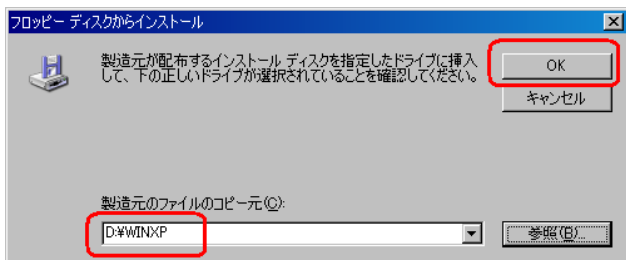 フロッピー ディスクからインストール
製造元が配布するインストール ディスクを指定したドライブに挿入
して、下の正しいドライブが選択されていることを確認してください。
OK
キャンセル
製造元のファイルのコピー元(C):
D:¥WINXP
参照(B)...